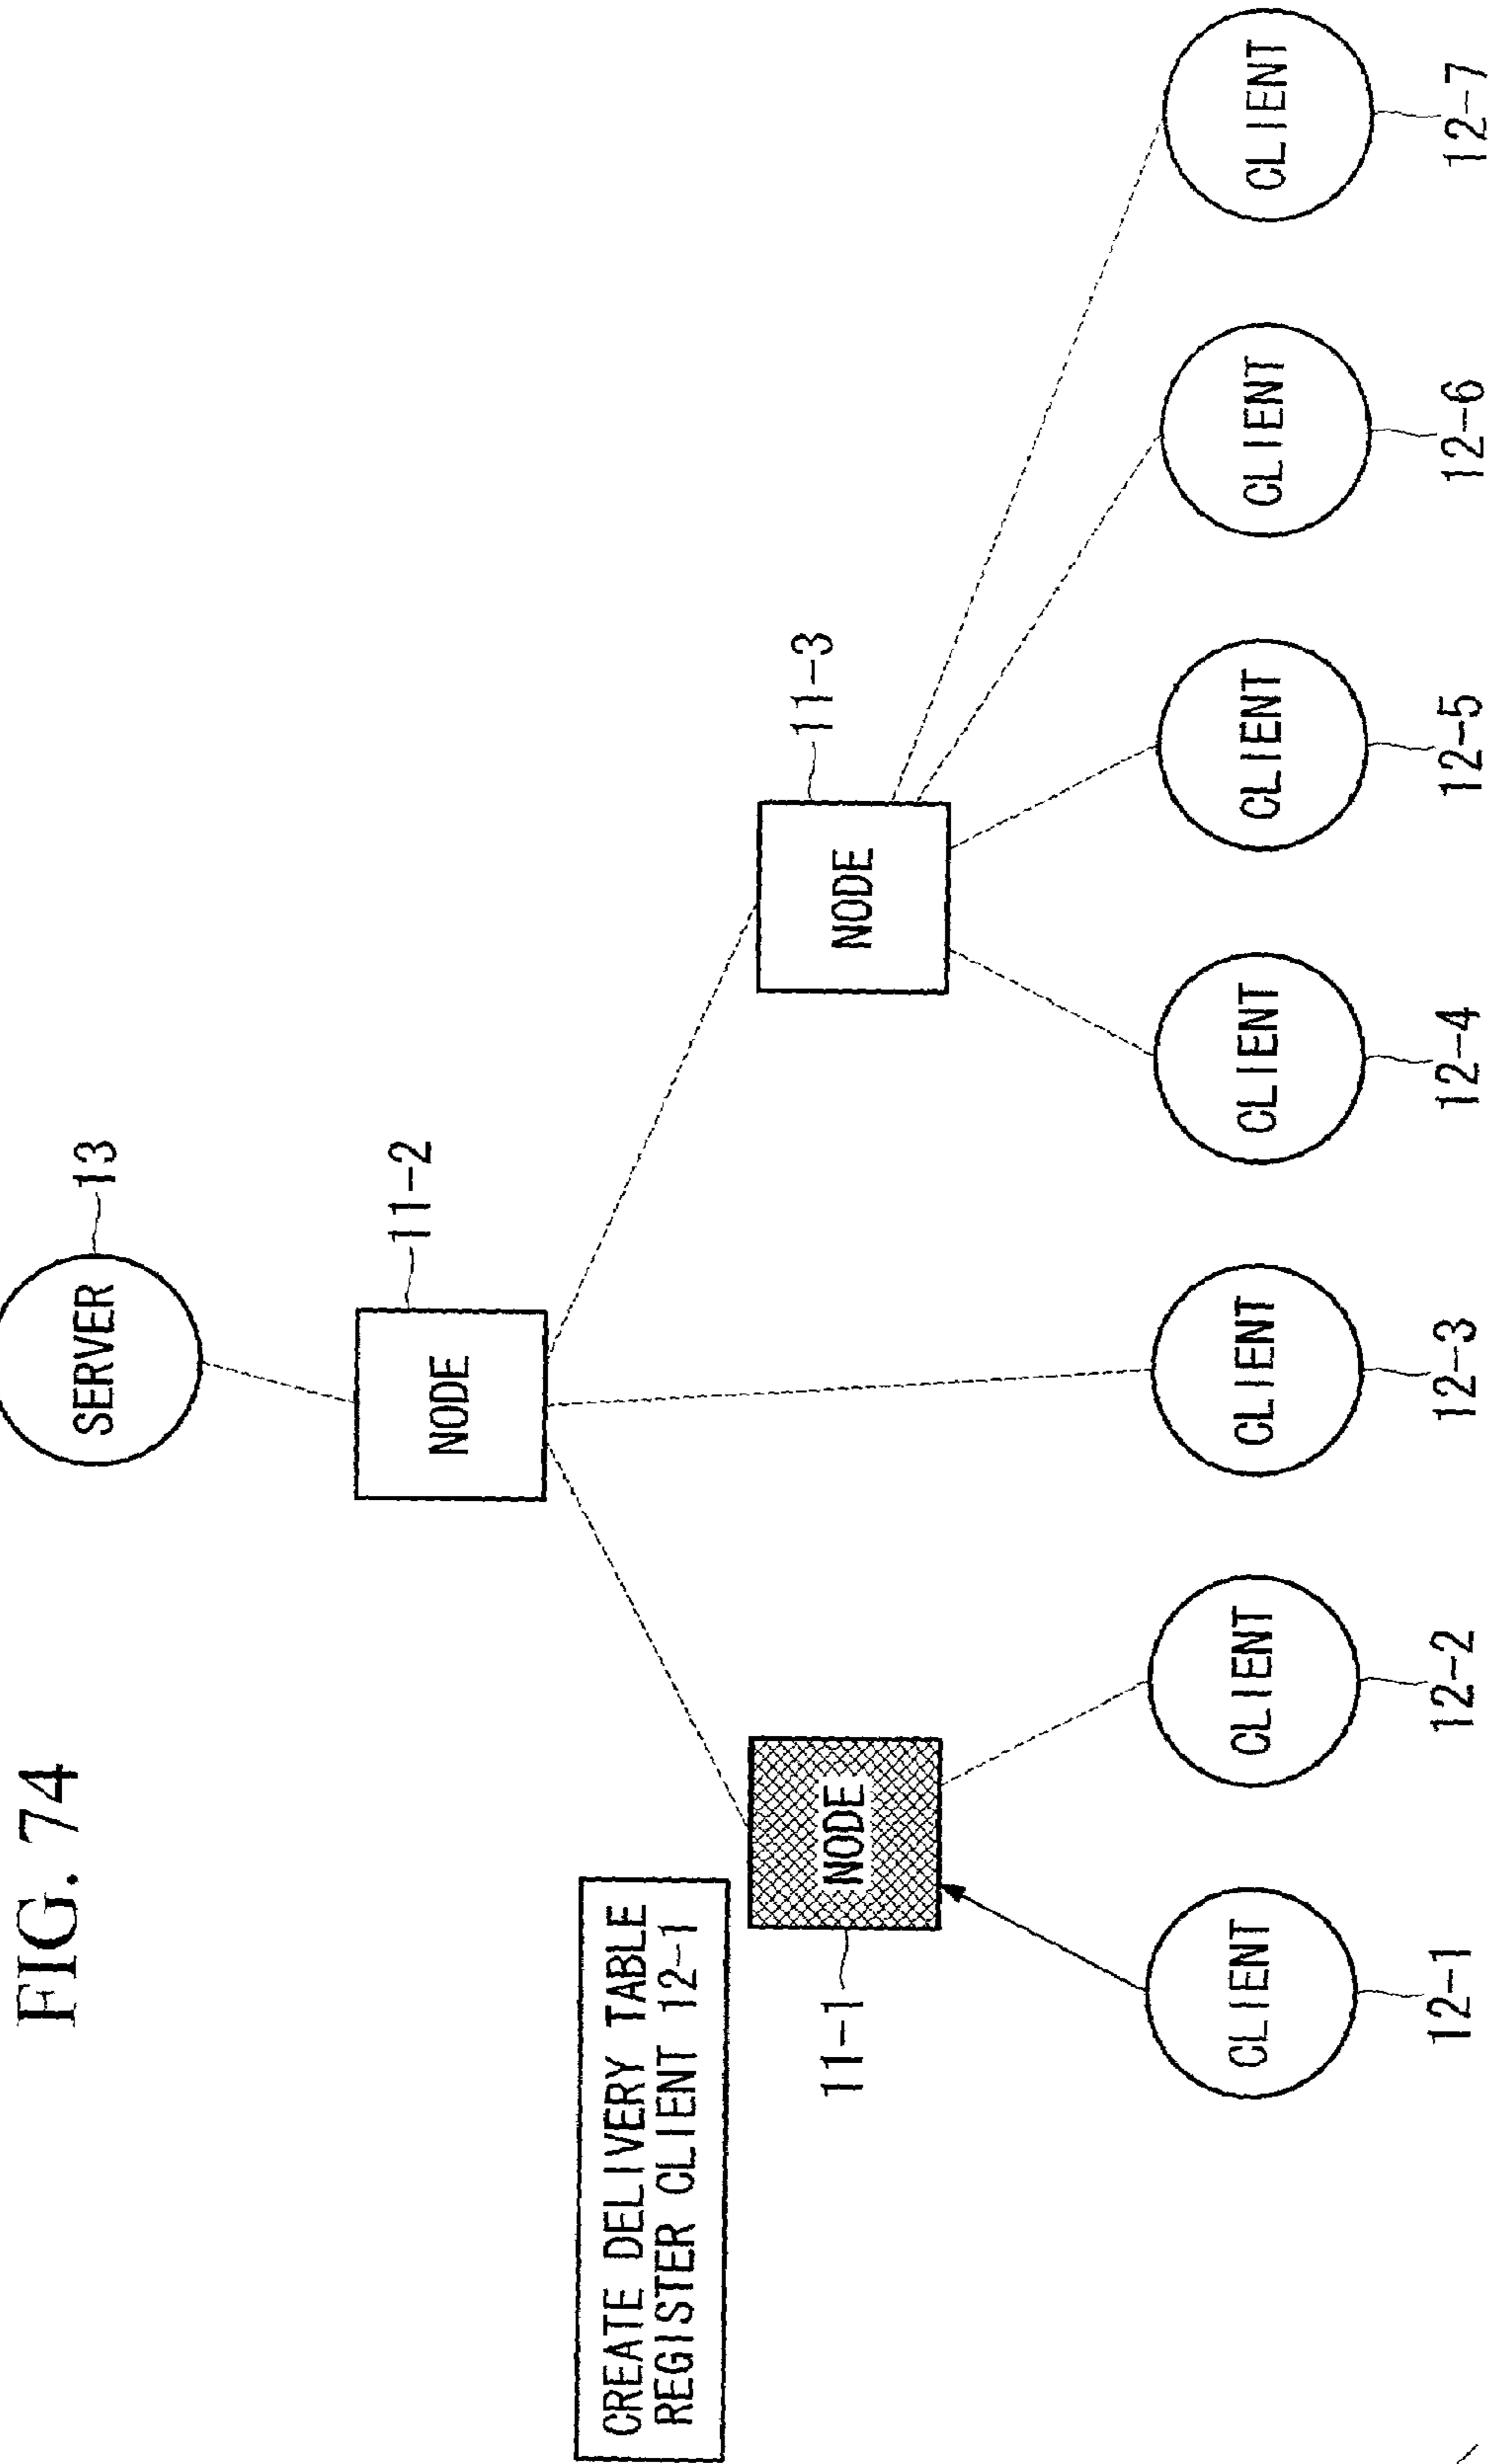 FIG. 74
SERVER
13
NODE
11-2
CREATE DELIVERY TABLE
REGISTER CLIENT 12-1
NODE
11-1
NODE
11-3
CLIENT
CLIENT
CLIENT
CLIENT
CLIENT
CLIENT
CLIENT
12-1
12-2
12-3
12-4
12-5
12-6
12-7